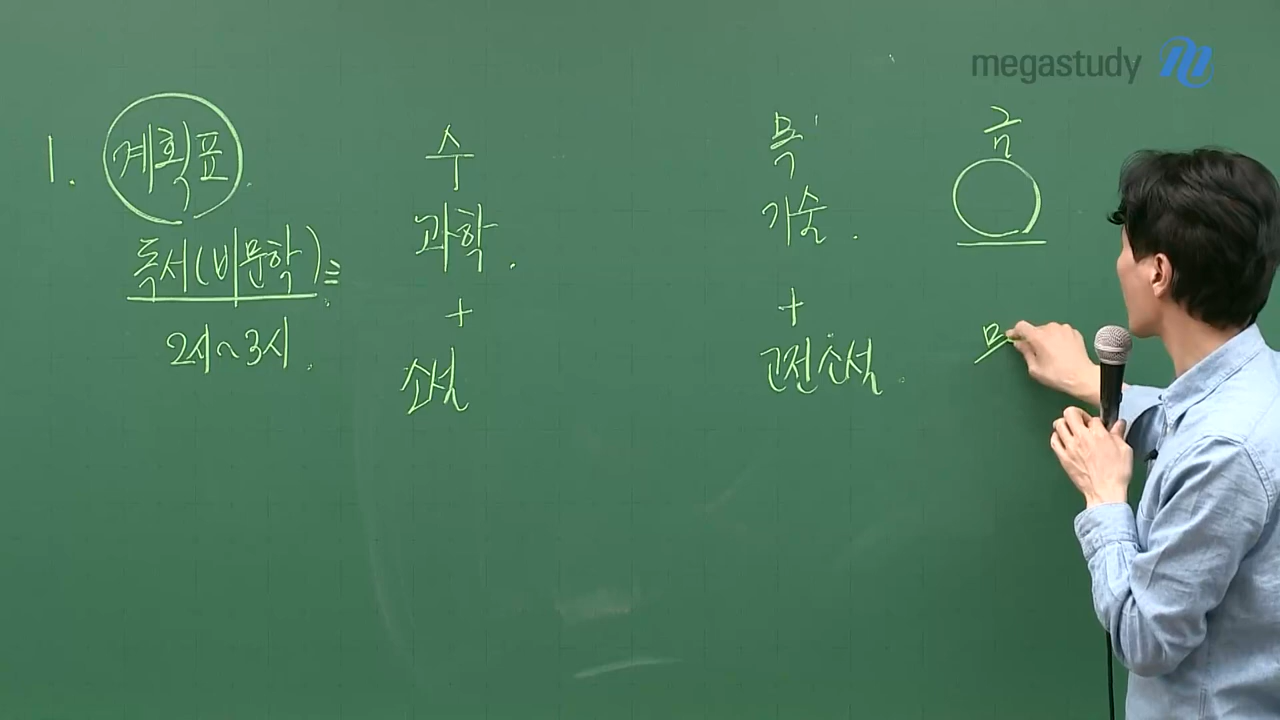 megastudy
1. 계획표
독서(비문학)
2시~3시.
수
과학.
+
소설
목
기술.
+
고전소설.
금